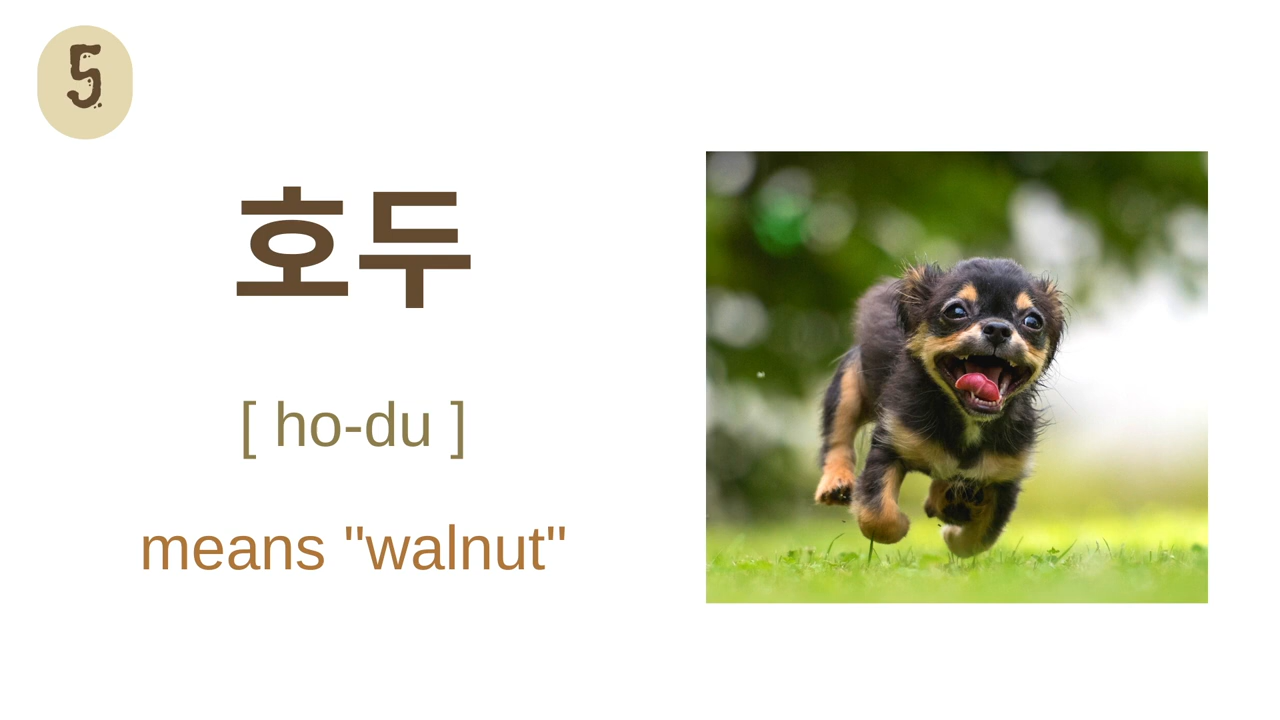 5
호두
[ ho-du ]
means "walnut"